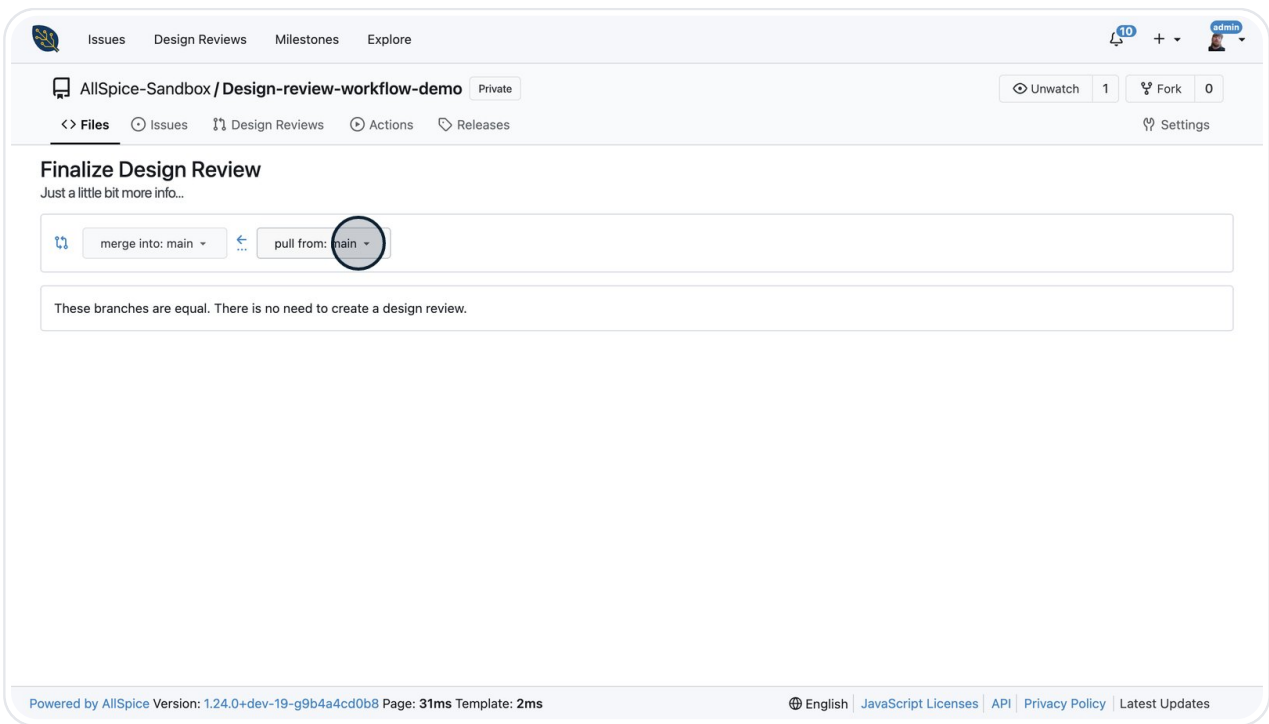 Issues Design Reviews Milestones Explore 10 admin
AllSpice-Sandbox / Design-review-workflow-demo Private Unwatch 1 Fork 0
<> Files Issues Design Reviews Actions Releases Settings
Finalize Design Review
Just a little bit more info...
merge into: main pull from: main
These branches are equal. There is no need to create a design review.
Powered by AllSpice Version: 1.24.0+dev-19-g9b4a4cd0b8 Page: 31ms Template: 2ms English JavaScript Licenses API Privacy Policy Latest Updates